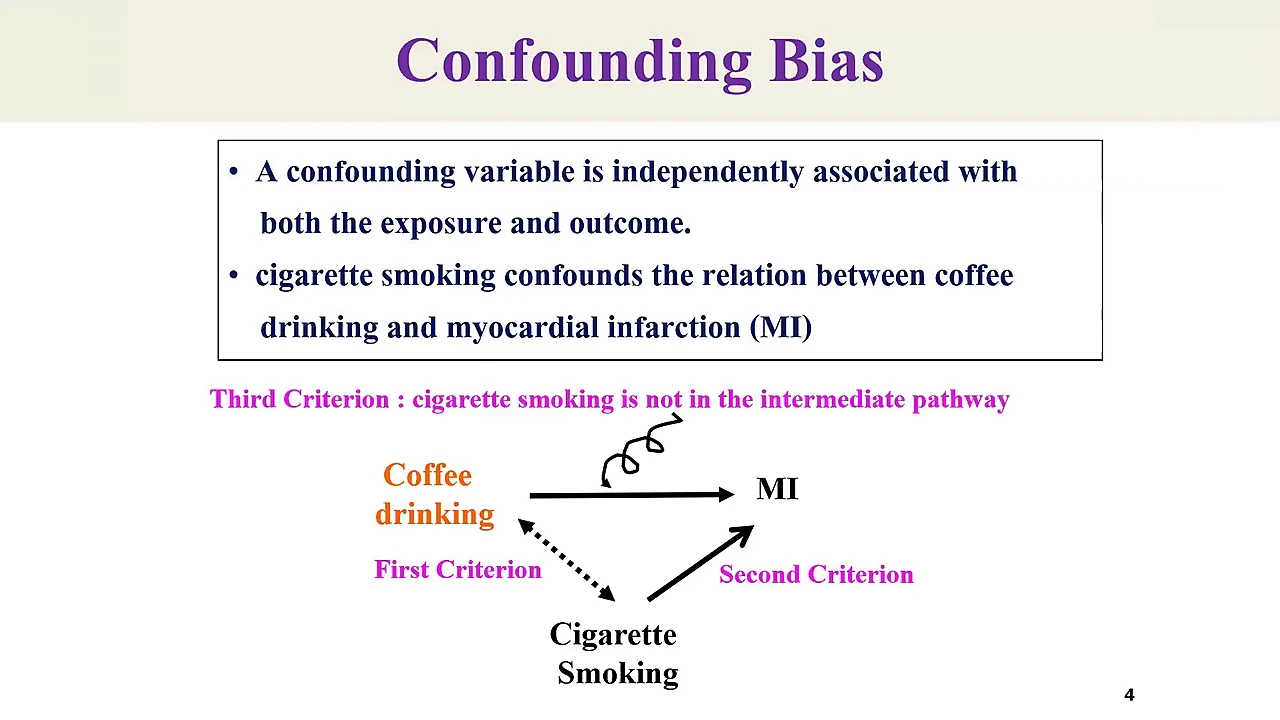 Confounding Bias
• A confounding variable is independently associated with
both the exposure and outcome.
• cigarette smoking confounds the relation between coffee
drinking and myocardial infarction (MI)
Third Criterion : cigarette smoking is not in the intermediate pathway
Coffee
drinking
MI
First Criterion
Second Criterion
Cigarette
Smoking
4